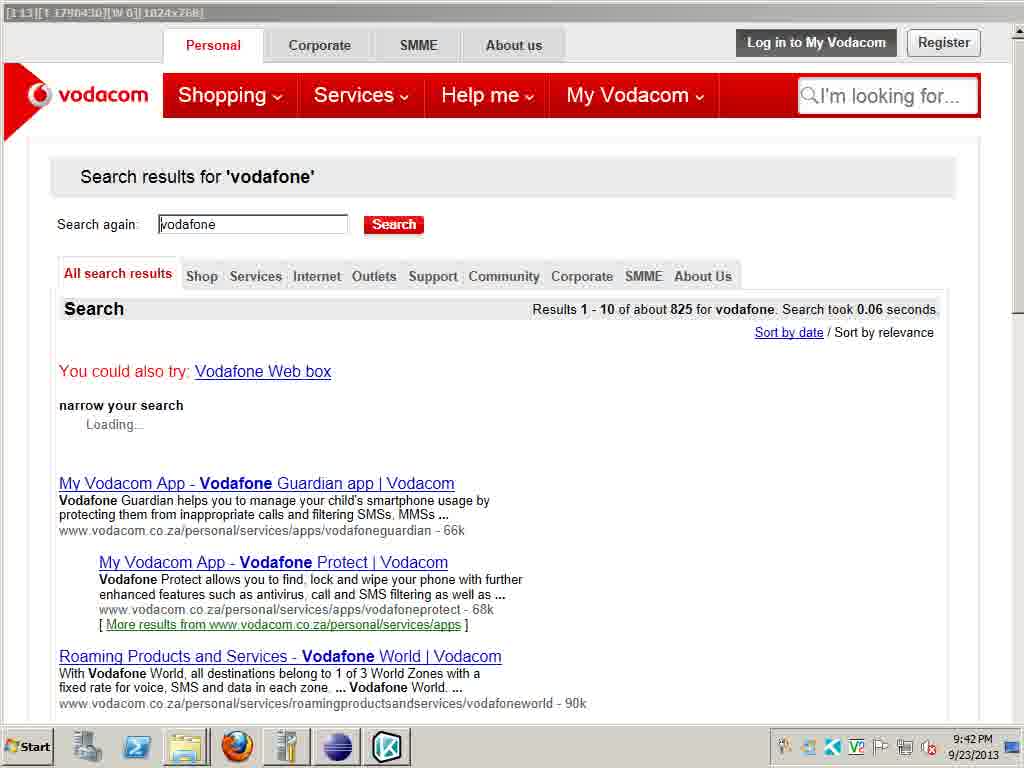 [1 13][T 1790430][W 0][1024x768]
Personal Corporate SMME About us Log in to My Vodacom Register
vodacom Shopping Services Help me My Vodacom I'm looking for...
Search results for 'vodafone'
Search again: vodafone Search
All search results Shop Services Internet Outlets Support Community Corporate SMME About Us
Search Results 1 - 10 of about 825 for vodafone. Search took 0.06 seconds.
Sort by date / Sort by relevance
You could also try: Vodafone Web box
narrow your search
Loading...
My Vodacom App - Vodafone Guardian app | Vodacom
Vodafone Guardian helps you to manage your child's smartphone usage by
protecting them from inappropriate calls and filtering SMSs, MMSs ...
www.vodacom.co.za/personal/services/apps/vodafoneguardian - 66k
My Vodacom App - Vodafone Protect | Vodacom
Vodafone Protect allows you to find, lock and wipe your phone with further
enhanced features such as antivirus, call and SMS filtering as well as ...
www.vodacom.co.za/personal/services/apps/vodafoneprotect - 68k
[ More results from www.vodacom.co.za/personal/services/apps ]
Roaming Products and Services - Vodafone World | Vodacom
With Vodafone World, all destinations belong to 1 of 3 World Zones with a
fixed rate for voice, SMS and data in each zone. ... Vodafone World. ...
www.vodacom.co.za/personal/services/roamingproductsandservices/vodafoneworld - 90k
Start 9:42 PM
9/23/2013